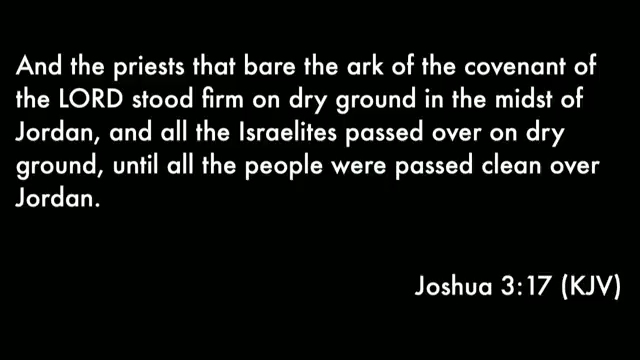 And the priests that bare the ark of the covenant of
the LORD stood firm on dry ground in the midst of
Jordan, and all the Israelites passed over on dry
ground, until all the people were passed clean over
Jordan.
Joshua 3:17 (KJV)